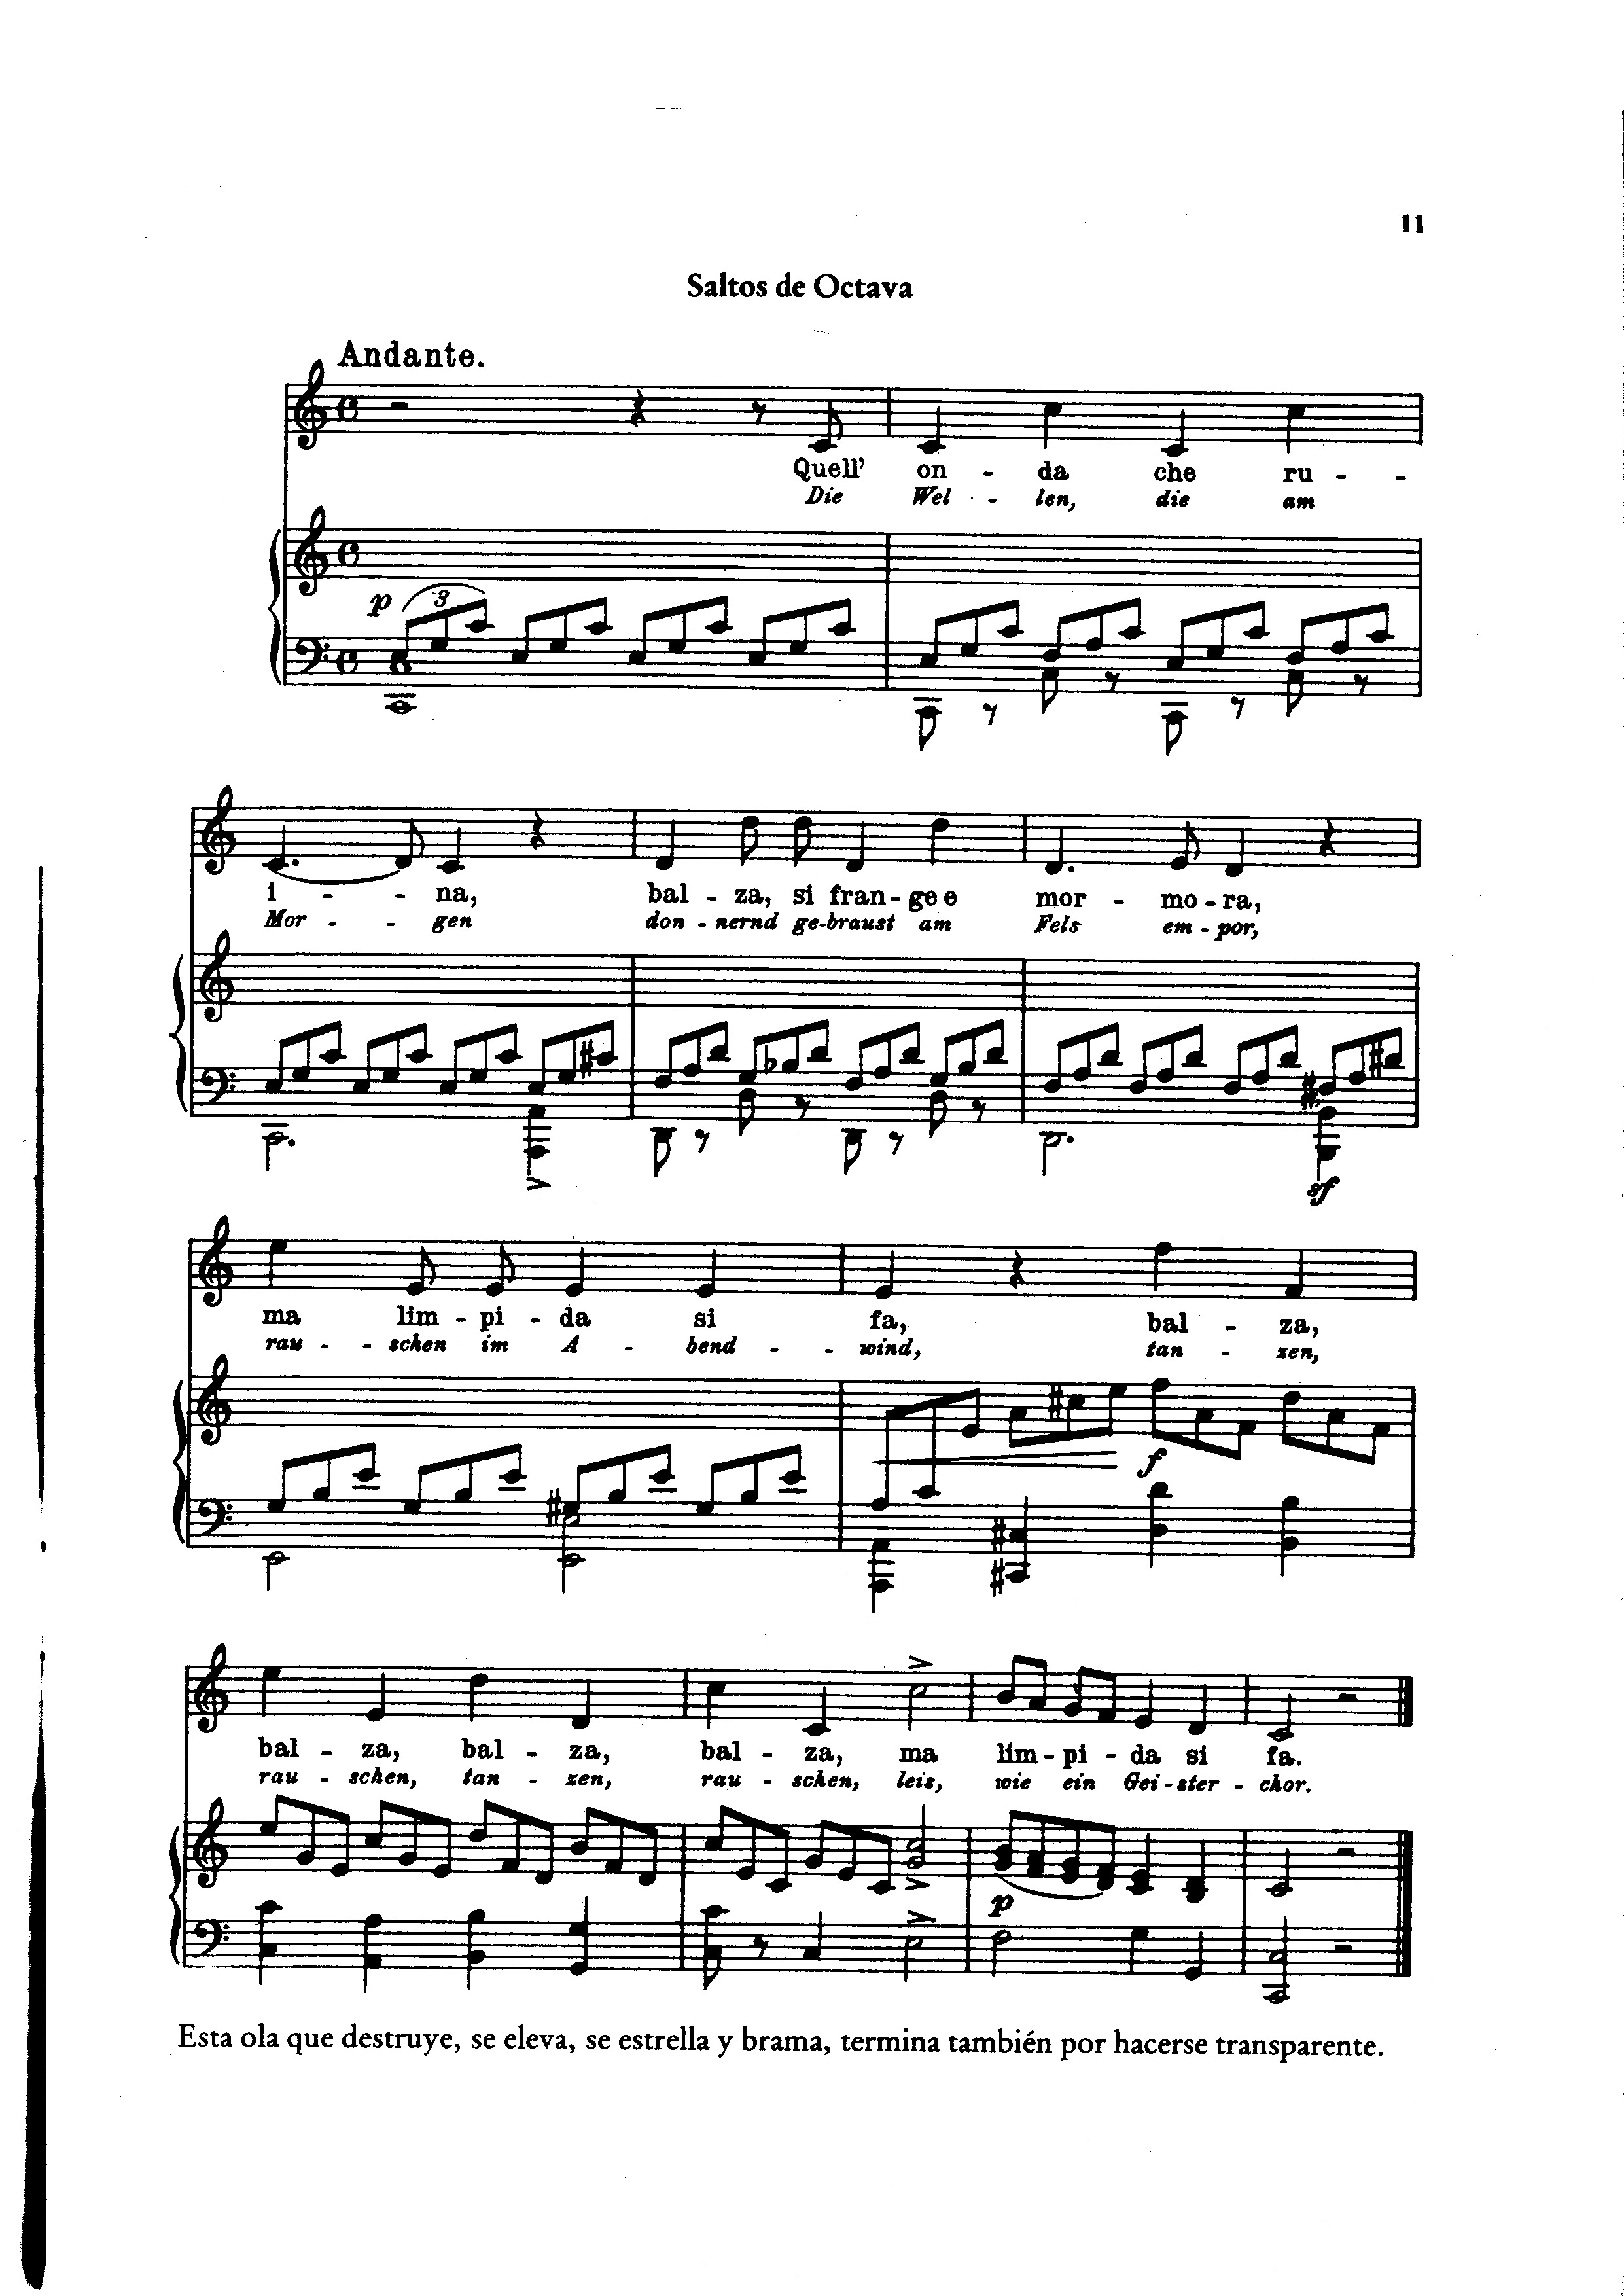 11
Saltos de Octava
Andante.
Quell' on - da che ru - -
Die Wel - len, die am
p 3
i - - na, bal - za, si fran - ge e mor - mo - ra,
Mor - - gen don - nernd ge-braust am Fels em - por,
sf
ma lim - pi - da si fa, bal - za,
rau - - schen im A - bend - - wind, tan - zen,
f
bal - za, bal - za, bal - za, ma lim - pi - da si fa.
rau - schen, tan - zen, rau - schen, leis, wie ein Gei - ster - chor.
p
Esta ola que destruye, se eleva, se estrella y brama, termina también por hacerse transparente.